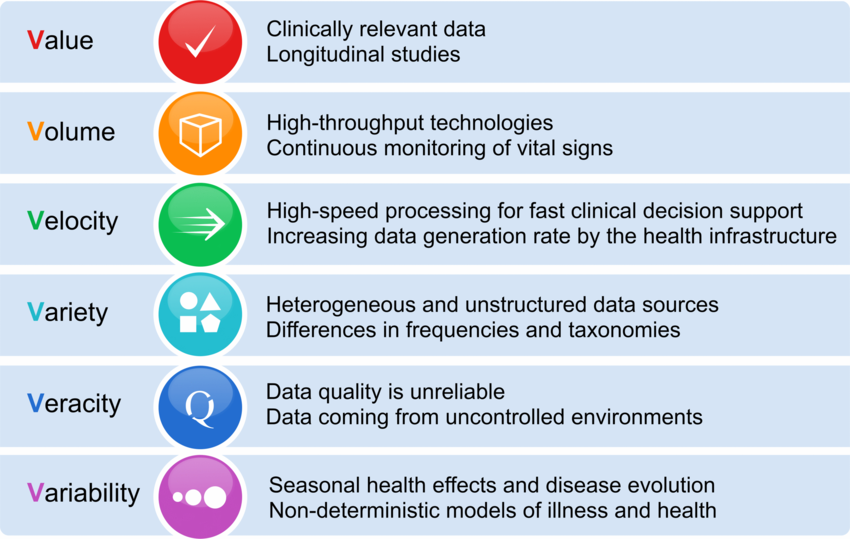 Value
Clinically relevant data
Longitudinal studies
Volume
High-throughput technologies
Continuous monitoring of vital signs
Velocity
High-speed processing for fast clinical decision support
Increasing data generation rate by the health infrastructure
Variety
Heterogeneous and unstructured data sources
Differences in frequencies and taxonomies
Veracity
Q
Data quality is unreliable
Data coming from uncontrolled environments
Variability
Seasonal health effects and disease evolution
Non-deterministic models of illness and health